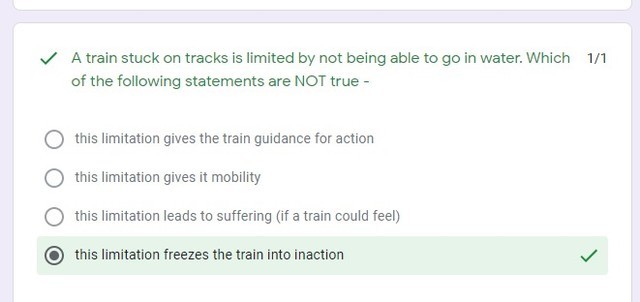 A train stuck on tracks is limited by not being able to go in water. Which 1/1
of the following statements are NOT true -
this limitation gives the train guidance for action
this limitation gives it mobility
this limitation leads to suffering (if a train could feel)
this limitation freezes the train into inaction